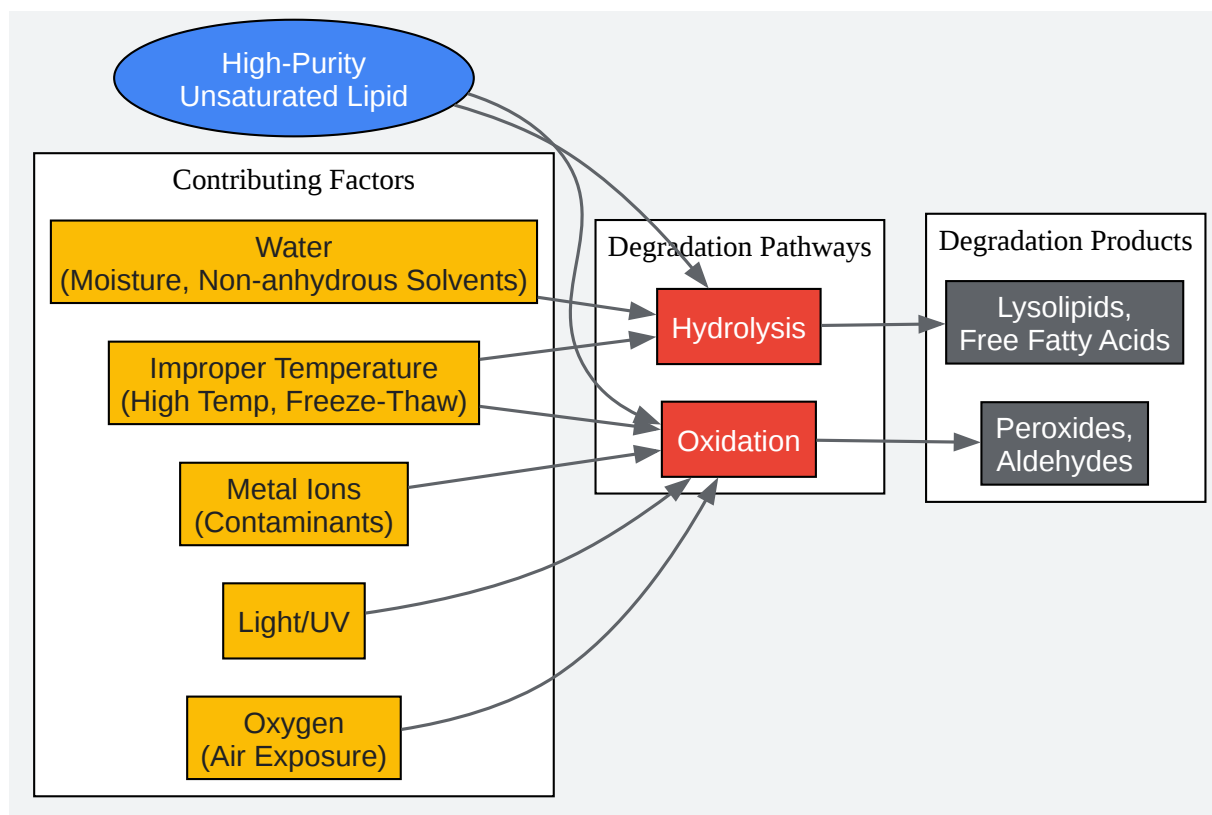 High-Purity
Unsaturated Lipid
Contributing Factors
Water
(Moisture, Non-anhydrous Solvents)
Improper Temperature
(High Temp, Freeze-Thaw)
Metal Ions
(Contaminants)
Light/UV
Oxygen
(Air Exposure)
Degradation Pathways
Hydrolysis
Oxidation
Degradation Products
Lysolipids,
Free Fatty Acids
Peroxides,
Aldehydes